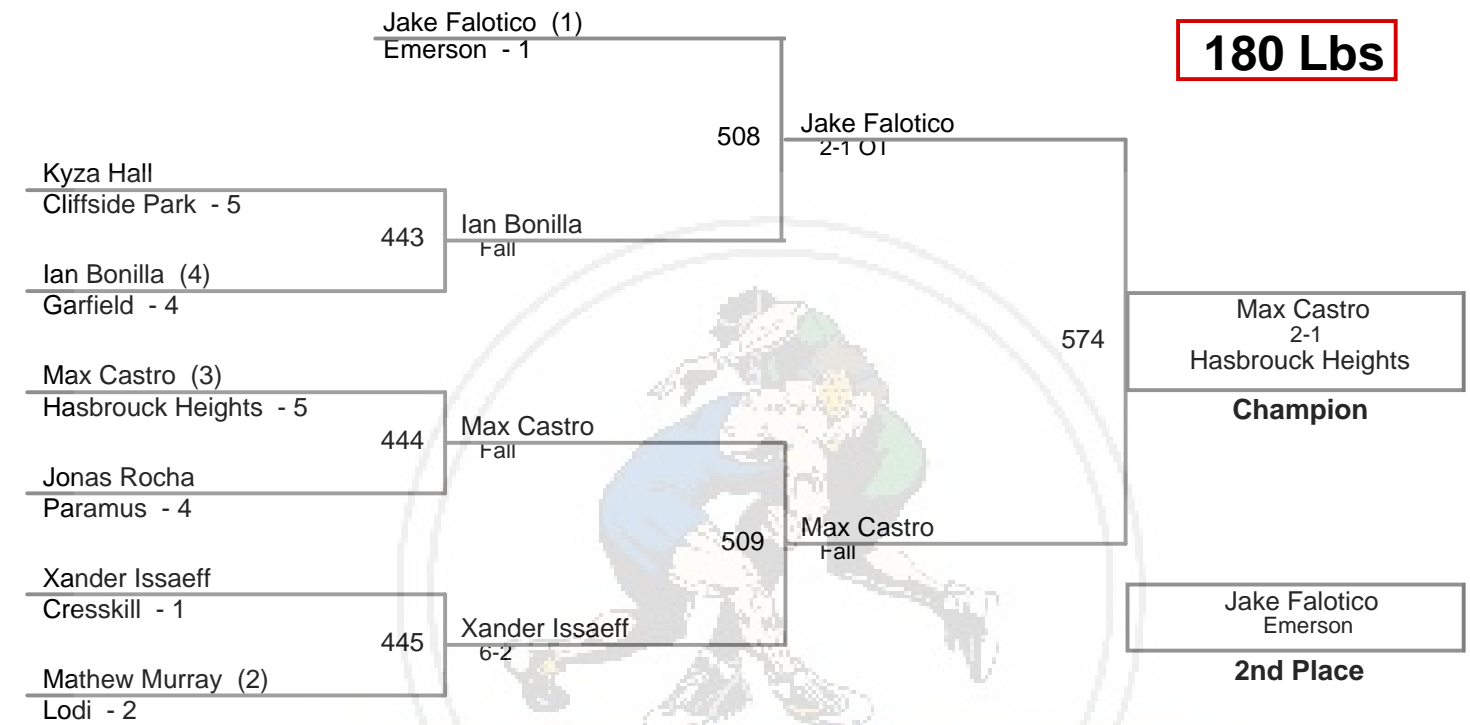 Jake Falotico (1)
Emerson - 1
180 Lbs
508
Jake Falotico
2-1 OT
Kyza Hall
Cliffside Park - 5
443
Ian Bonilla
Fall
Ian Bonilla (4)
Garfield - 4
574
Max Castro
2-1
Hasbrouck Heights
Champion
Max Castro (3)
Hasbrouck Heights - 5
444
Max Castro
Fall
Jonas Rocha
Paramus - 4
509
Max Castro
Fall
Xander Issaeff
Cresskill - 1
445
Xander Issaeff
6-2
Mathew Murray (2)
Lodi - 2
Jake Falotico
Emerson
2nd Place